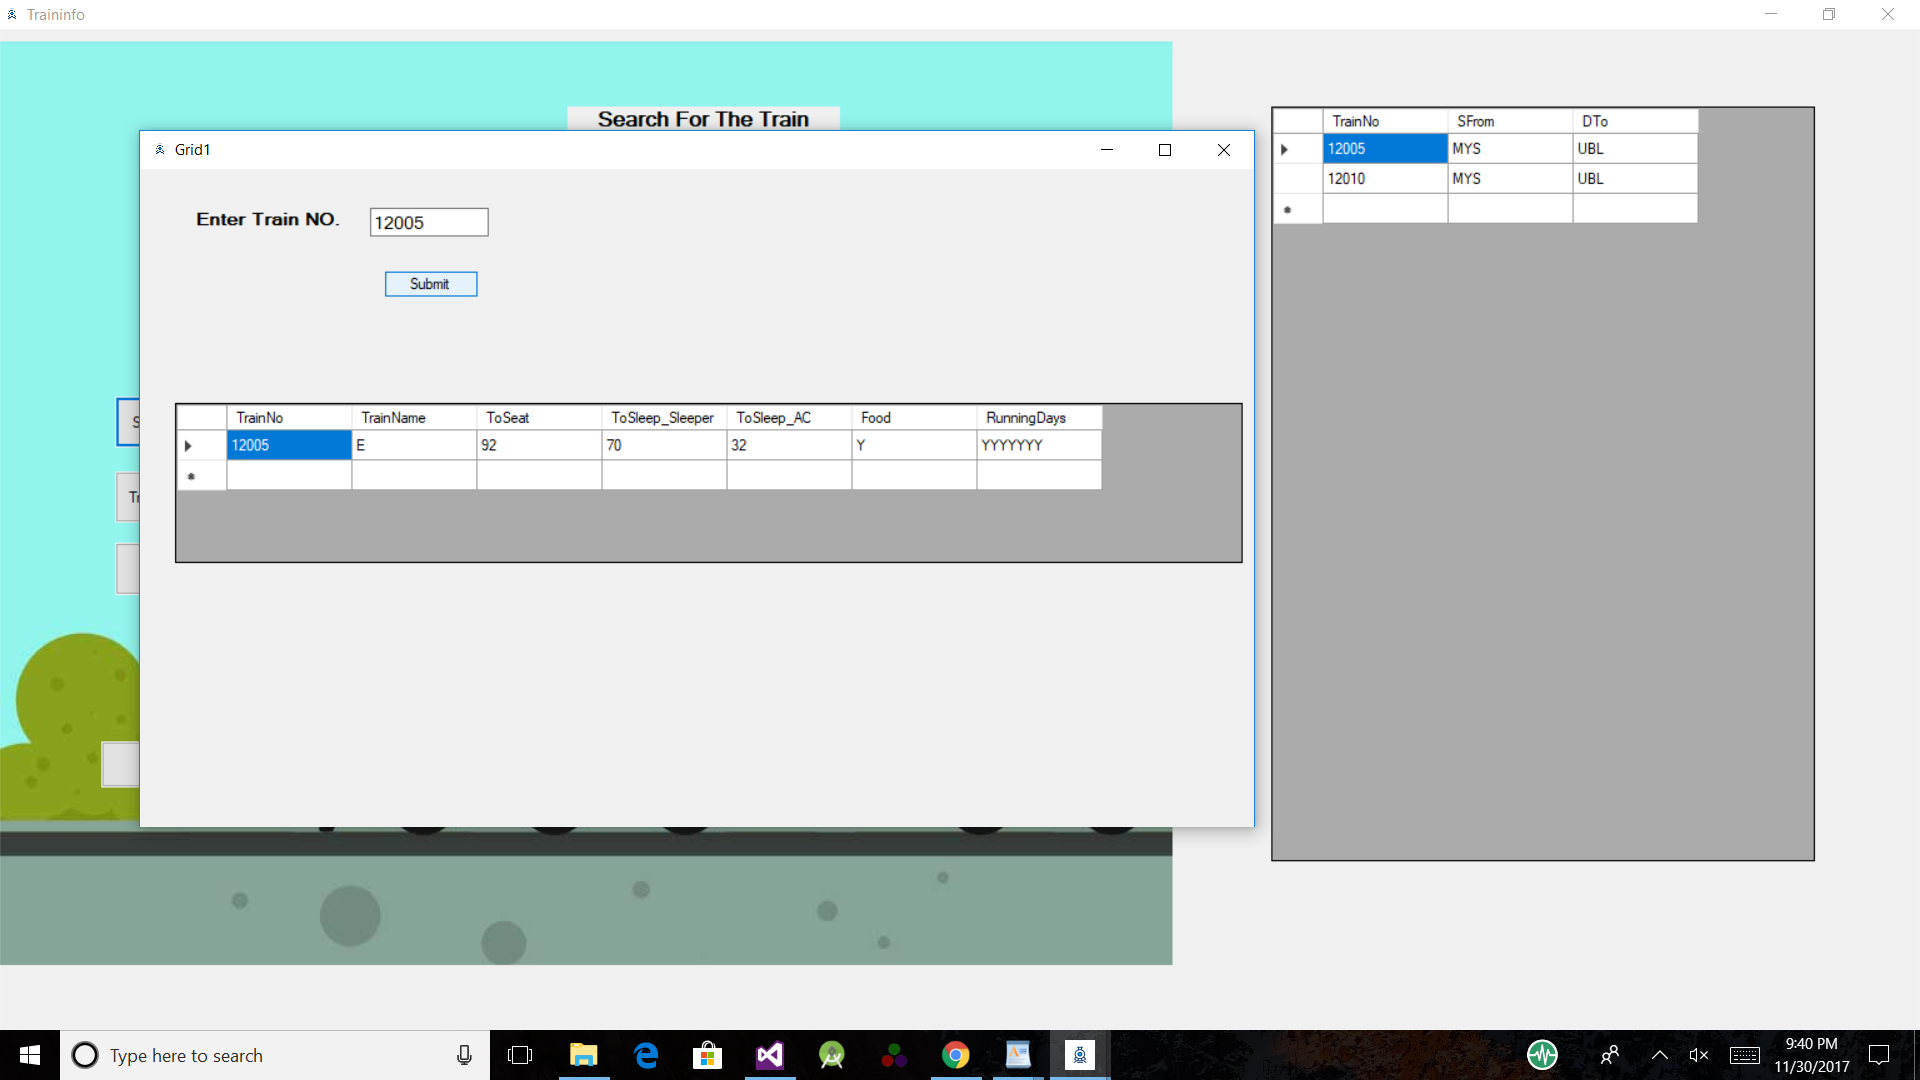 Traininfo
Search For The Train
TrainNo SFrom DTo
12005 MYS UBL
12010 MYS UBL
Grid1
Enter Train NO. 12005
Submit
TrainNo TrainName ToSeat ToSleep_Sleeper ToSleep_AC Food RunningDays
12005 E 92 70 32 Y YYYYYYY
S
Tr
Type here to search
9:40 PM
11/30/2017